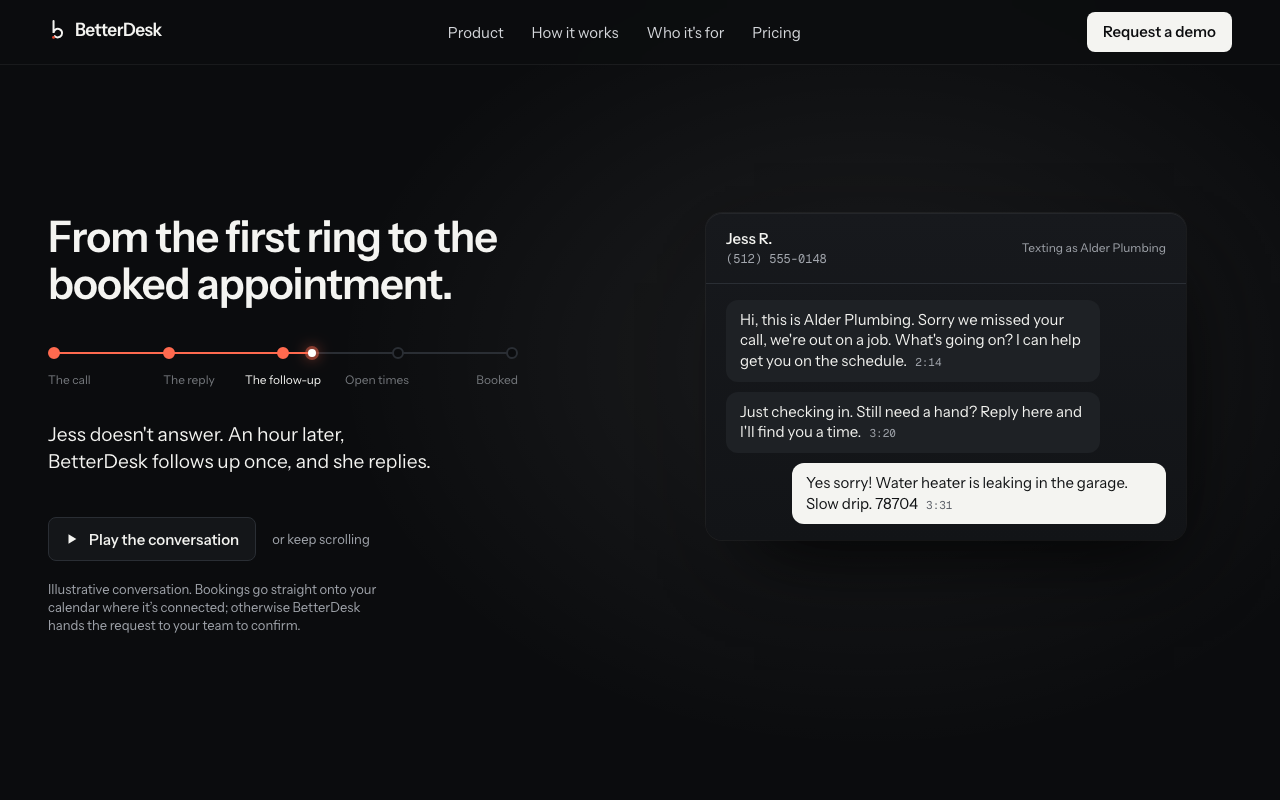 BetterDesk
Product
How it works
Who it's for
Pricing
Request a demo
From the first ring to the
booked appointment.
The call
The reply
The follow-up
Open times
Booked
Jess doesn't answer. An hour later,
BetterDesk follows up once, and she replies.
Play the conversation
or keep scrolling
Illustrative conversation. Bookings go straight onto your
calendar where it's connected; otherwise BetterDesk
hands the request to your team to confirm.
Jess R.
(512) 555-0148
Texting as Alder Plumbing
Hi, this is Alder Plumbing. Sorry we missed your
call, we're out on a job. What's going on? I can help
get you on the schedule. 2:14
Just checking in. Still need a hand? Reply here and
I'll find you a time. 3:20
Yes sorry! Water heater is leaking in the garage.
Slow drip. 78704 3:31